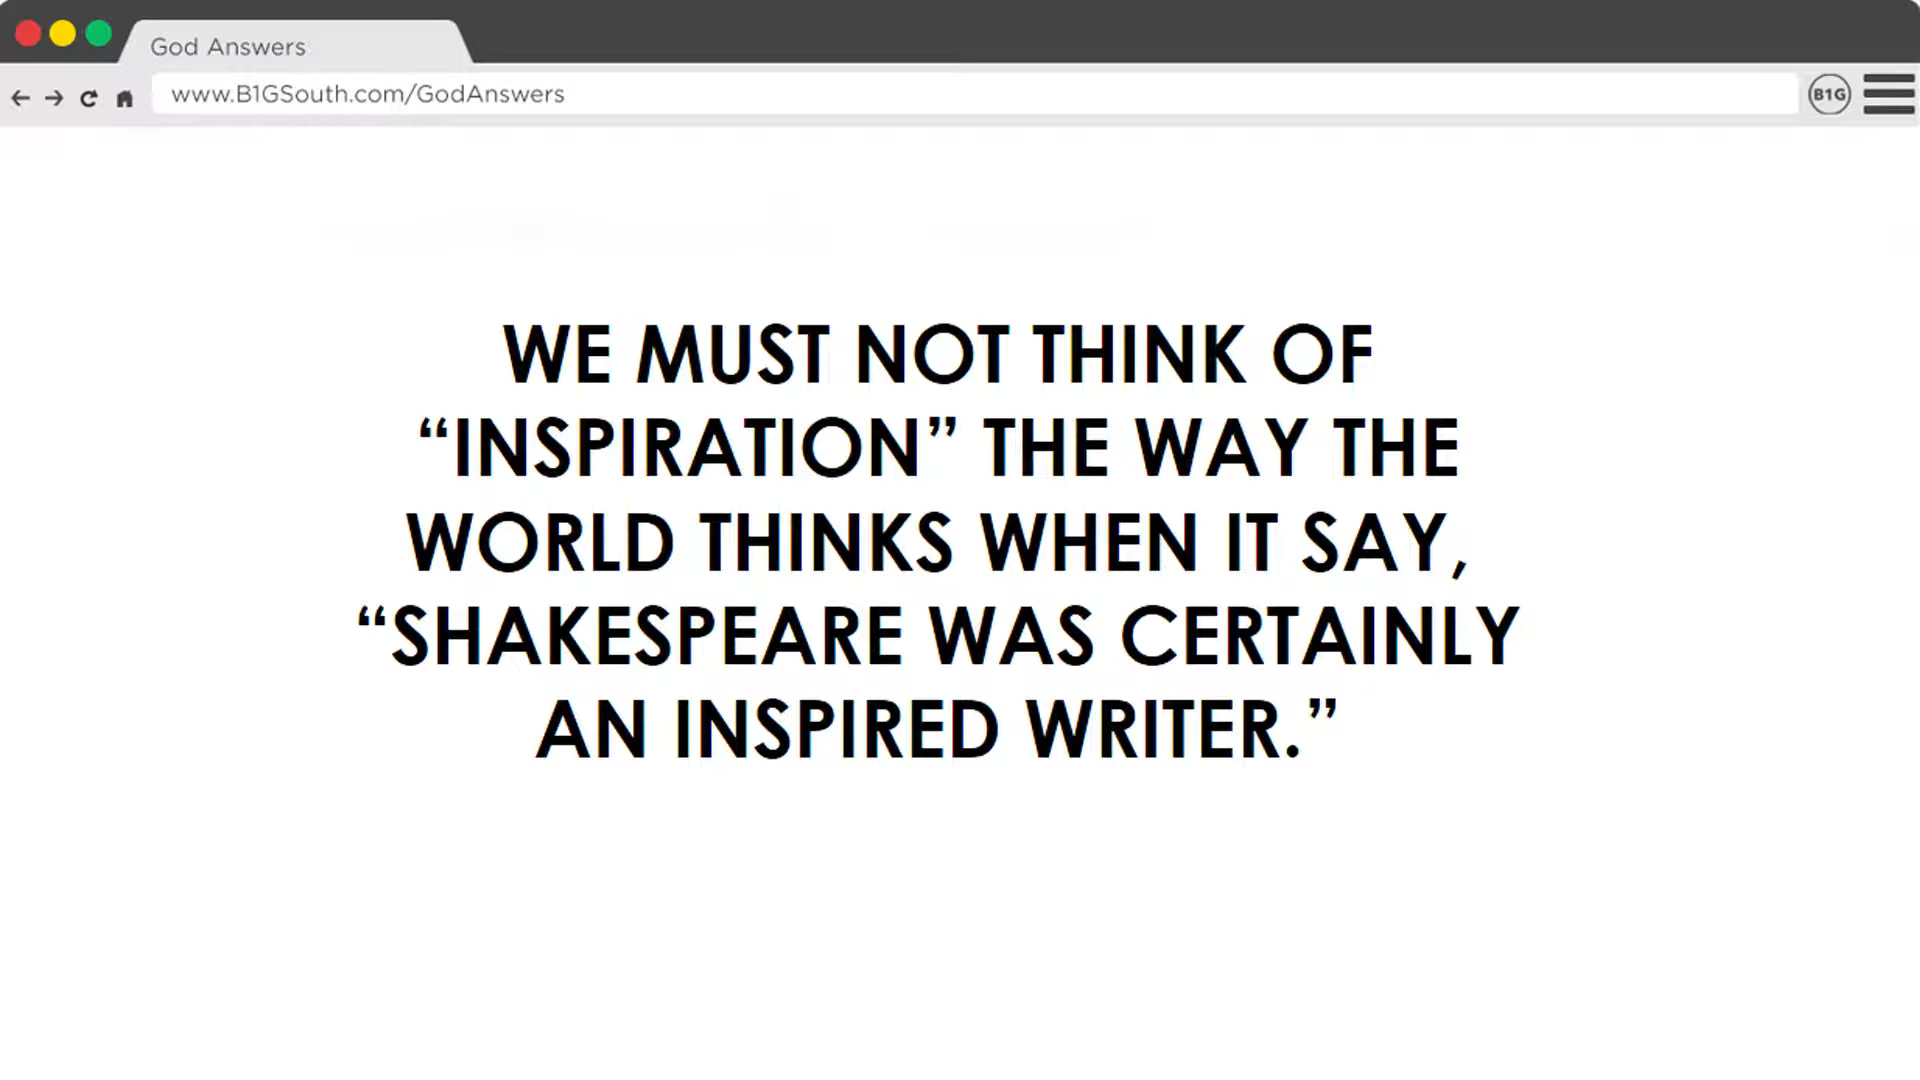 God Answers
www.B1GSouth.com/GodAnswers
B1G
WE MUST NOT THINK OF
“INSPIRATION” THE WAY THE
WORLD THINKS WHEN IT SAY,
“SHAKESPEARE WAS CERTAINLY
AN INSPIRED WRITER.”